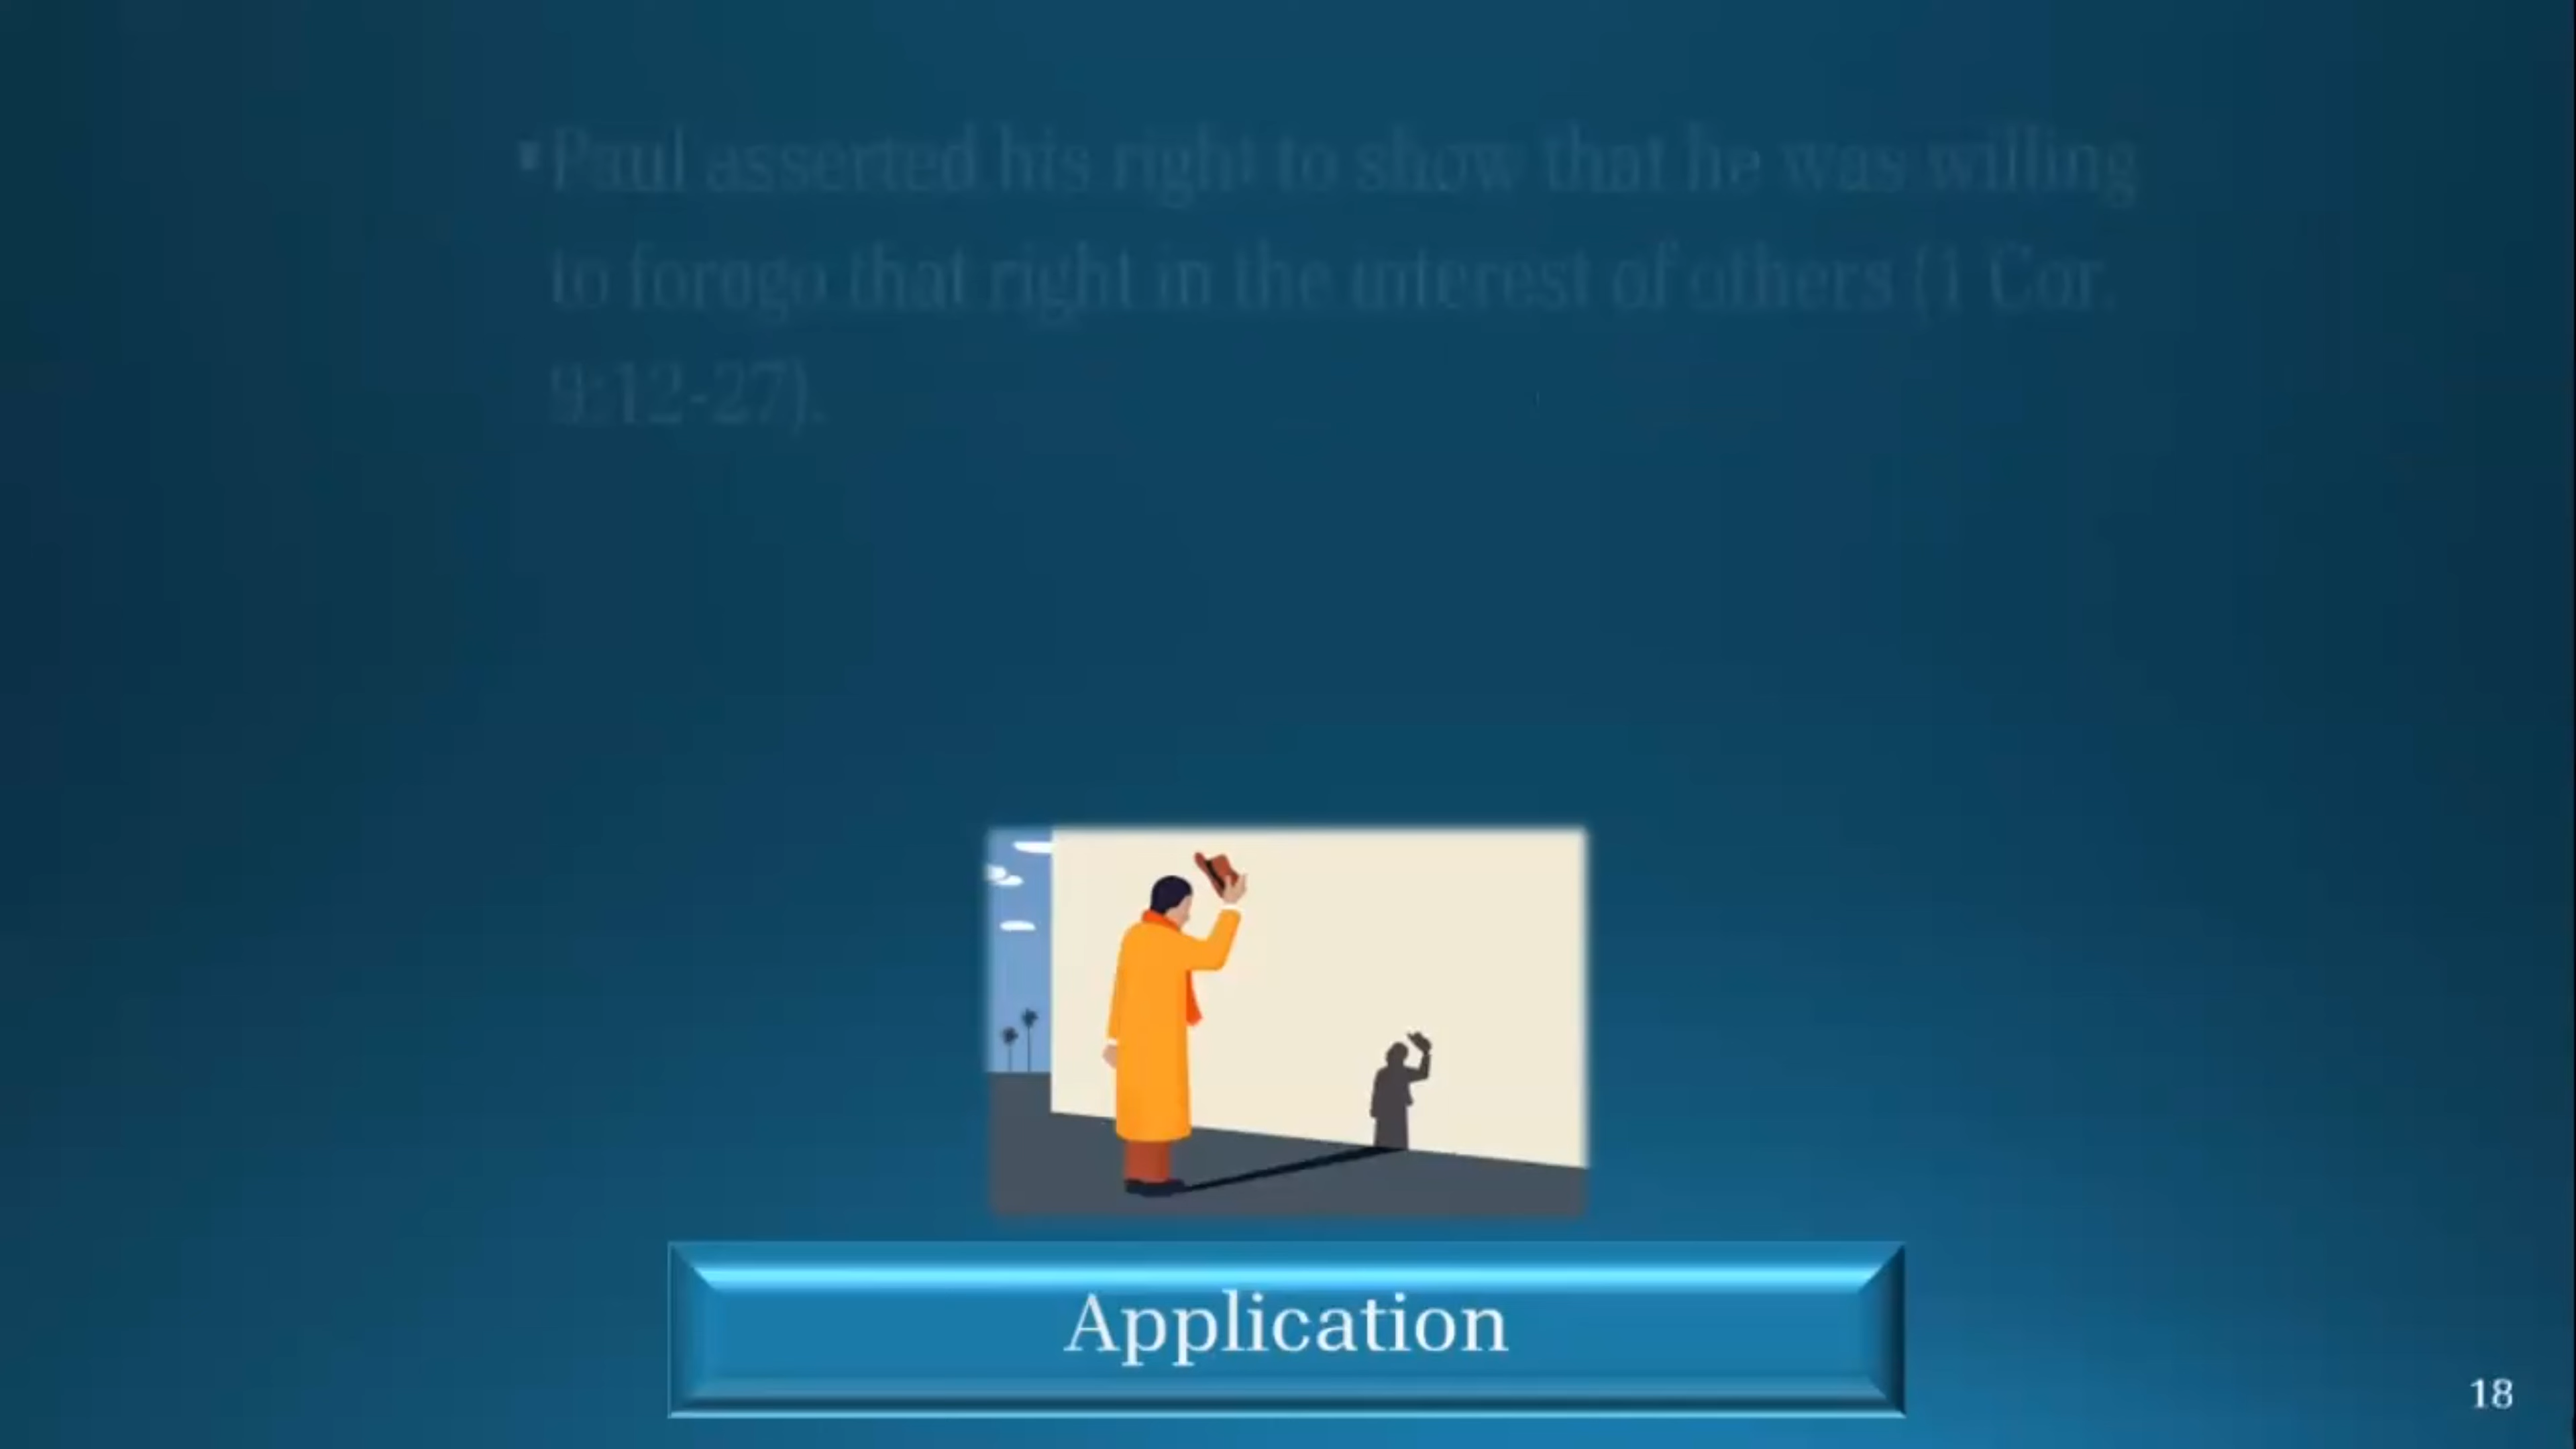 ▪Paul asserted his right to show that he was willing
to forego that right in the interest of others (1 Cor.
9:12-27).
Application
18